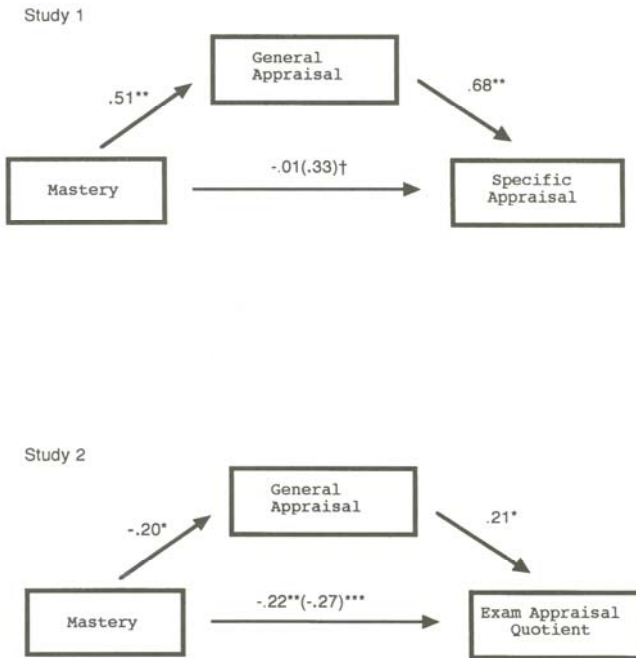 Study 1
General
Appraisal
.51**
.68**
-.01(.33)†
Mastery
Specific
Appraisal
Study 2
General
Appraisal
-.20*
.21*
-.22**(-.27)***
Mastery
Exam Appraisal
Quotient